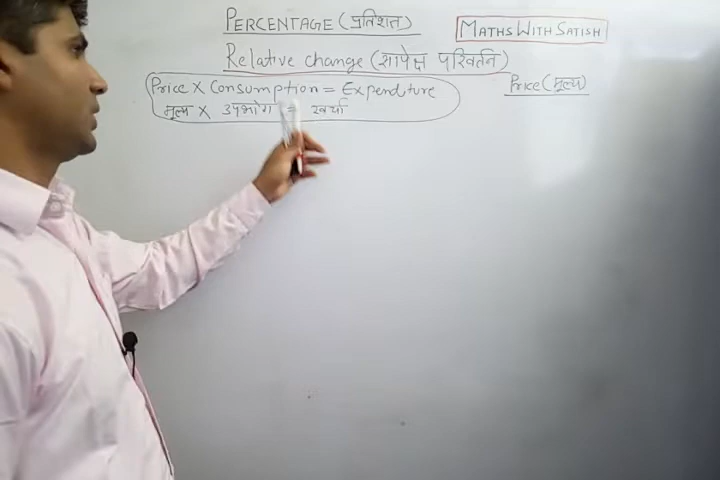 PERCENTAGE (प्रतिशत)
MATHS WITH SATISH
Relative change (सापेक्ष परिवर्तन)
Price X Consumption = Expenditure
मूल्य X उपभोग = खर्चा
Price (मूल्य)